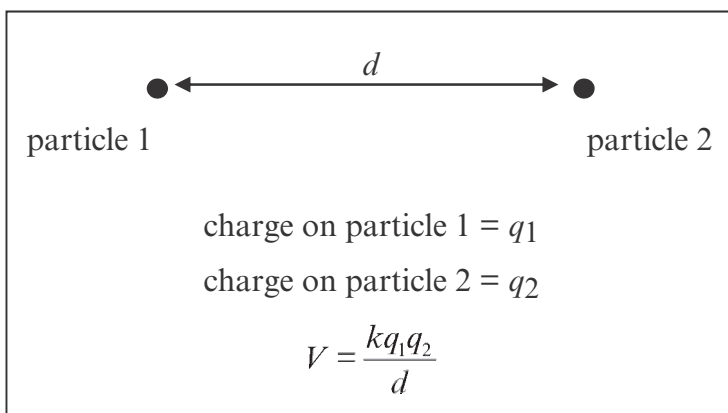 d
particle 1 particle 2
charge on particle 1 = q₁
charge on particle 2 = q₂
V = kq₁q₂/d